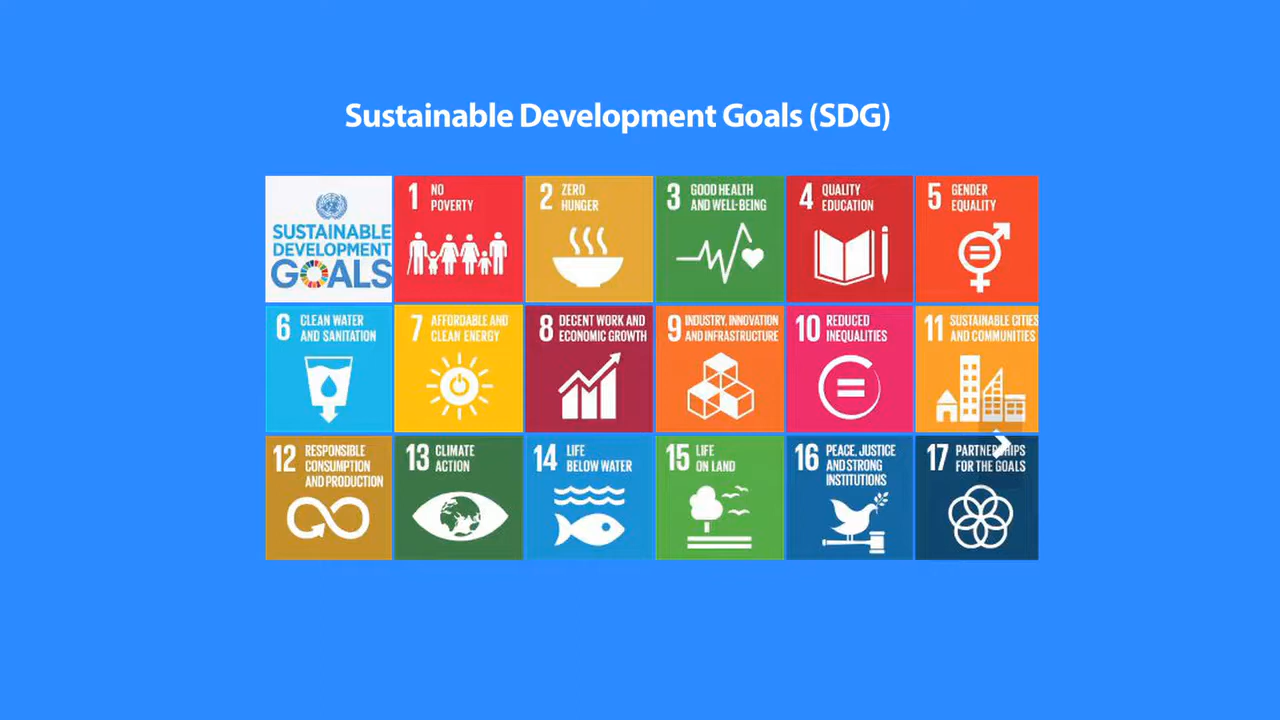 Sustainable Development Goals (SDG)
SUSTAINABLE
DEVELOPMENT
GOALS
1 NO
POVERTY
2 ZERO
HUNGER
3 GOOD HEALTH
AND WELL-BEING
4 QUALITY
EDUCATION
5 GENDER
EQUALITY
6 CLEAN WATER
AND SANITATION
7 AFFORDABLE AND
CLEAN ENERGY
8 DECENT WORK AND
ECONOMIC GROWTH
9 INDUSTRY, INNOVATION
AND INFRASTRUCTURE
10 REDUCED
INEQUALITIES
11 SUSTAINABLE CITIES
AND COMMUNITIES
12 RESPONSIBLE
CONSUMPTION
AND PRODUCTION
13 CLIMATE
ACTION
14 LIFE
BELOW WATER
15 LIFE
ON LAND
16 PEACE, JUSTICE
AND STRONG
INSTITUTIONS
17 PARTNERSHIPS
FOR THE GOALS